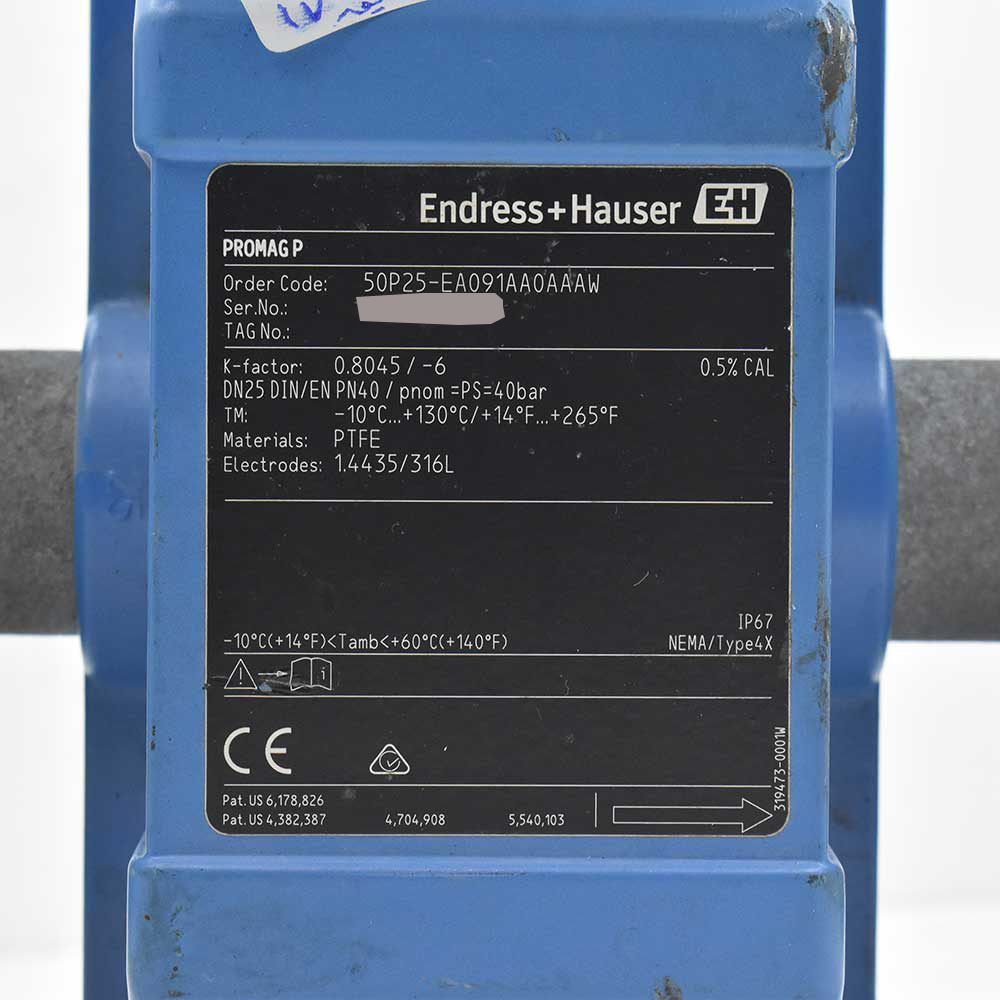 Endress+Hauser EH
PROMAG P
Order Code: 50P25-EA091AA0AAAW
Ser.No.:
TAG No.:
K-factor: 0.8045 / -6 0.5% CAL
DN25 DIN/EN PN40 / pnom =PS=40bar
TM: -10°C...+130°C/+14°F...+265°F
Materials: PTFE
Electrodes: 1.4435/316L
IP67
-10°C(+14°F)<Tamb<+60°C(+140°F) NEMA/Type4X
i
CE
319473-0001W
Pat. US 6,178,826
Pat. US 4,382,387 4,704,908 5,540,103